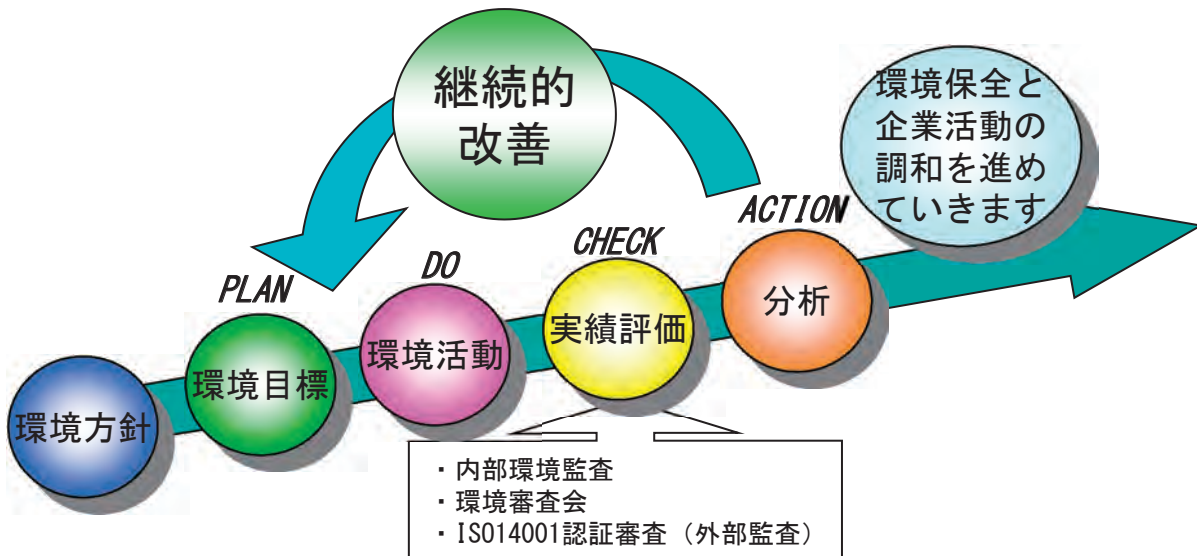 継続的
改善
環境保全と
企業活動の
調和を進め
ていきます
PLAN
DO
CHECK
ACTION
環境方針
環境目標
環境活動
実績評価
分析
・内部環境監査
・環境審査会
・ISO14001認証審査（外部監査）